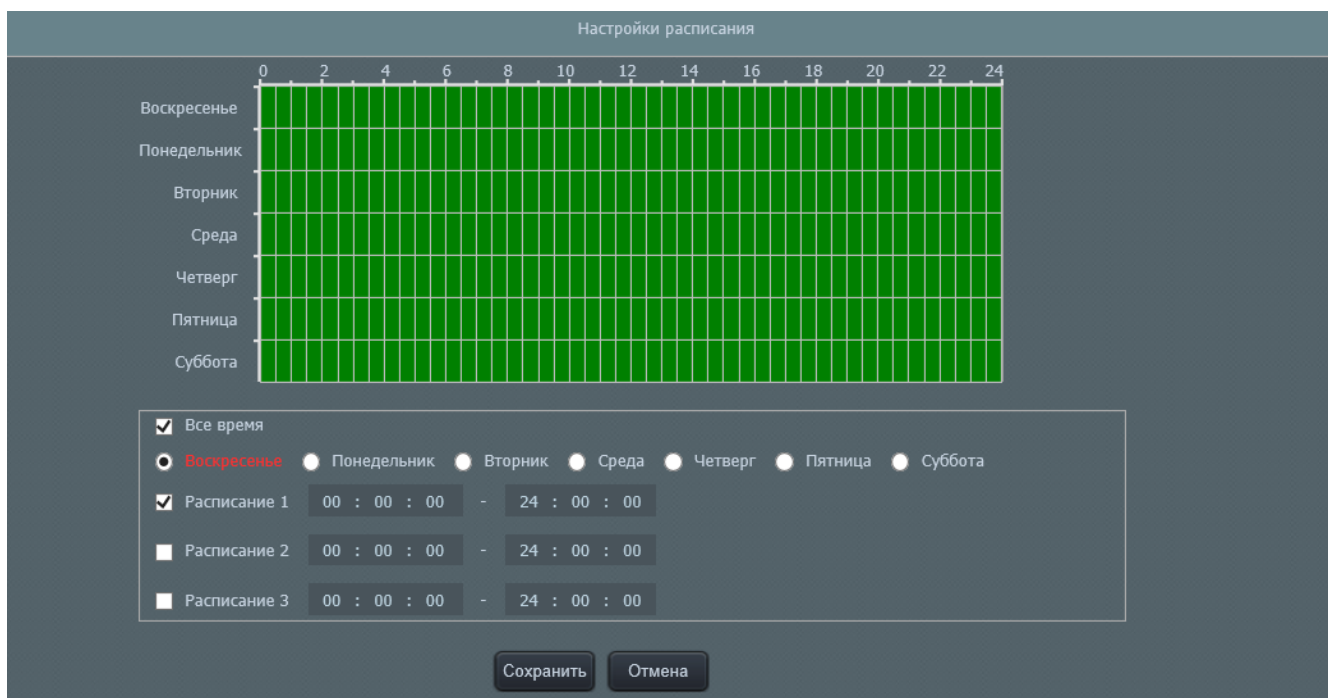 Настройки расписания
0 2 4 6 8 10 12 14 16 18 20 22 24
Воскресенье
Понедельник
Вторник
Среда
Четверг
Пятница
Суббота
Все время
Воскресенье Понедельник Вторник Среда Четверг Пятница Суббота
Расписание 1 00 : 00 : 00 - 24 : 00 : 00
Расписание 2 00 : 00 : 00 - 24 : 00 : 00
Расписание 3 00 : 00 : 00 - 24 : 00 : 00
Сохранить Отмена